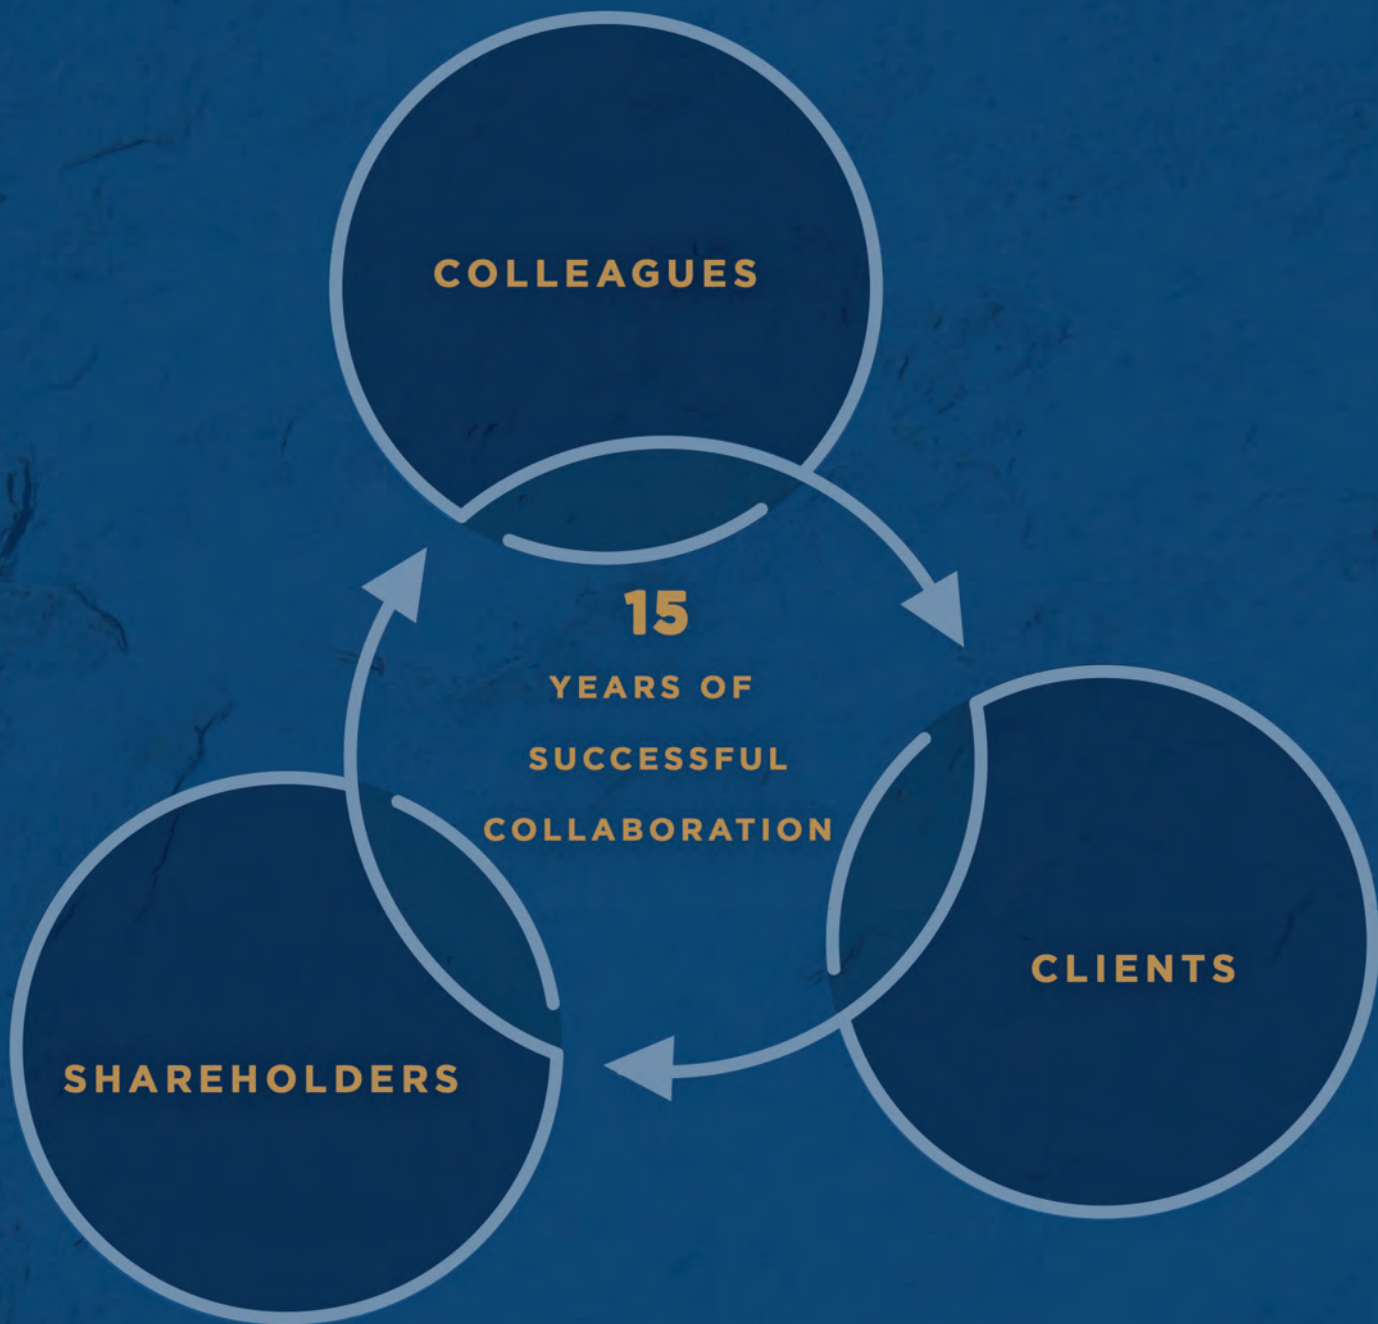 COLLEAGUES
15
YEARS OF
SUCCESSFUL
COLLABORATION
CLIENTS
SHAREHOLDERS